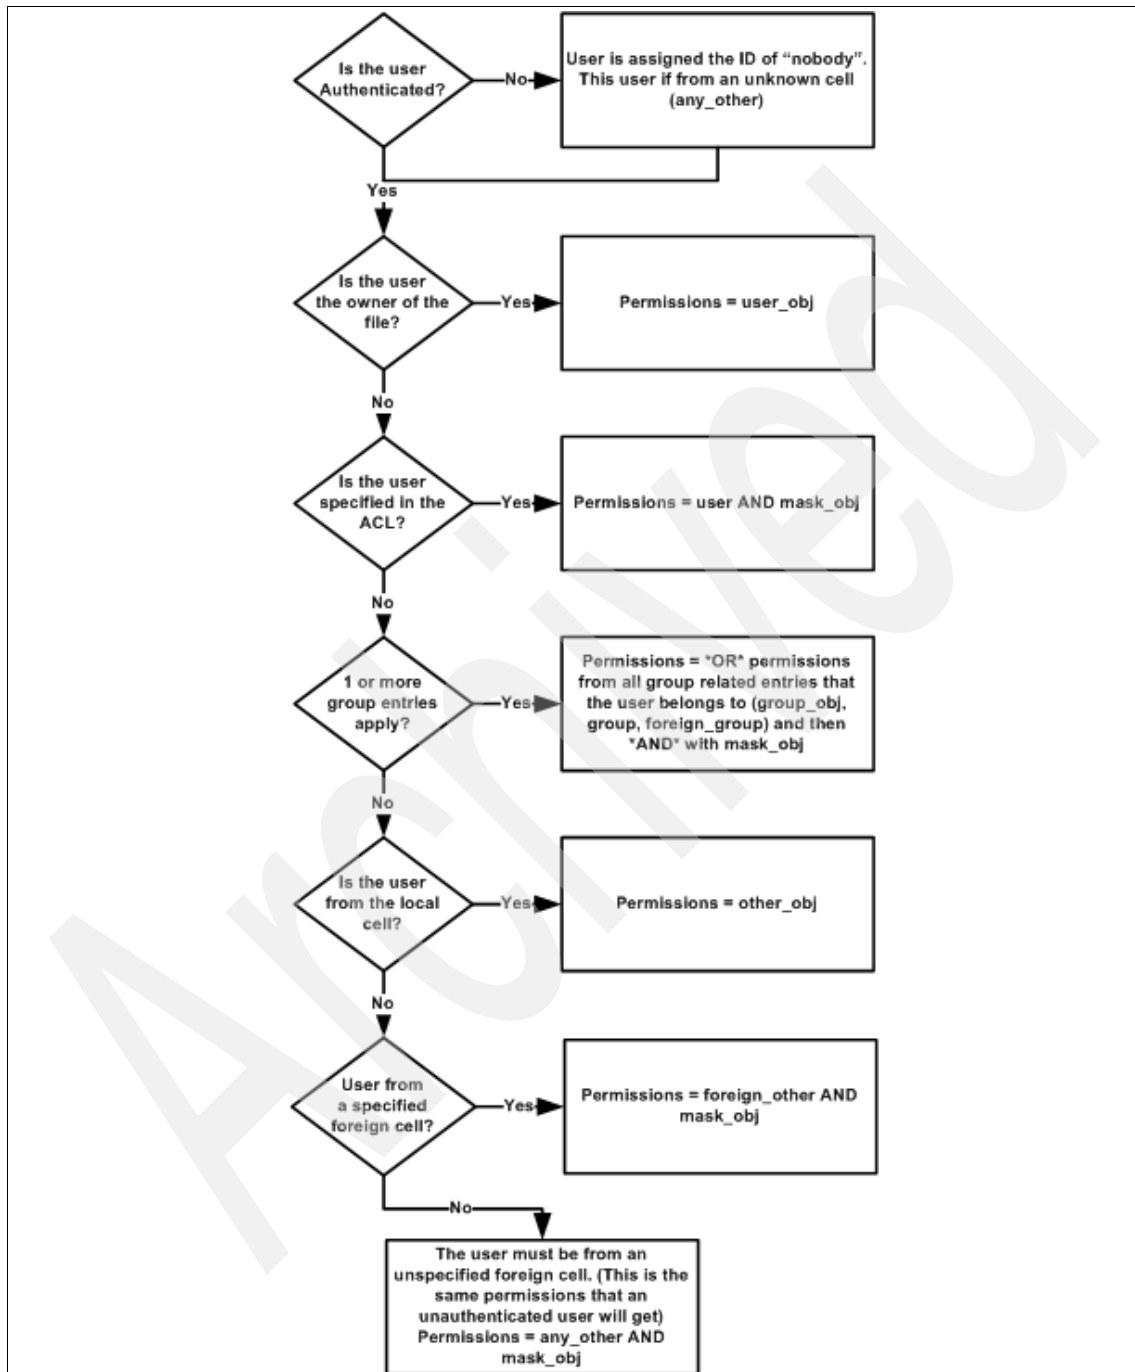 Is the user
Authenticated?
No
User is assigned the ID of “nobody”.
This user if from an unknown cell
(any_other)
Yes
Is the user
the owner of the
file?
Yes
Permissions = user_obj
No
Is the user
specified in the
ACL?
Yes
Permissions = user AND mask_obj
No
1 or more
group entries
apply?
Yes
Permissions = *OR* permissions
from all group related entries that
the user belongs to (group_obj,
group, foreign_group) and then
*AND* with mask_obj
No
Is the user
from the local
cell?
Yes
Permissions = other_obj
No
User from
a specified
foreign cell?
Yes
Permissions = foreign_other AND
mask_obj
No
The user must be from an
unspecified foreign cell. (This is the
same permissions that an
unauthenticated user will get)
Permissions = any_other AND
mask_obj
Archived